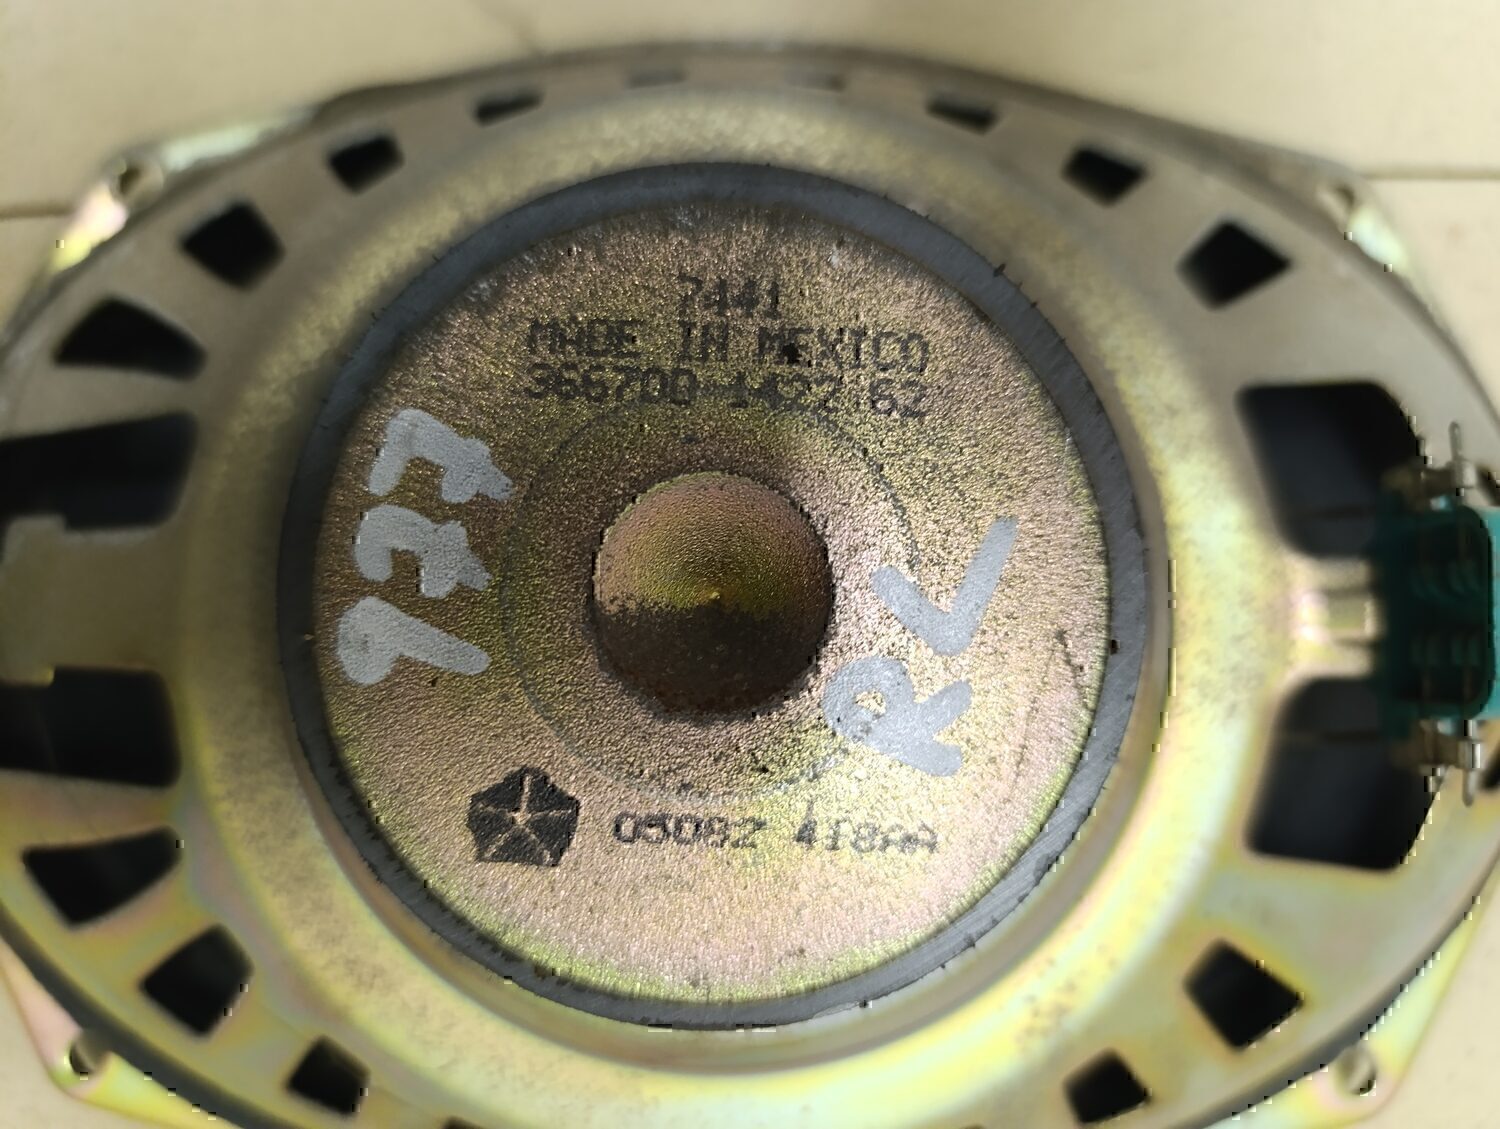 7441
MADE IN MEXICO
366700-1422.62
05082 418AA
RL